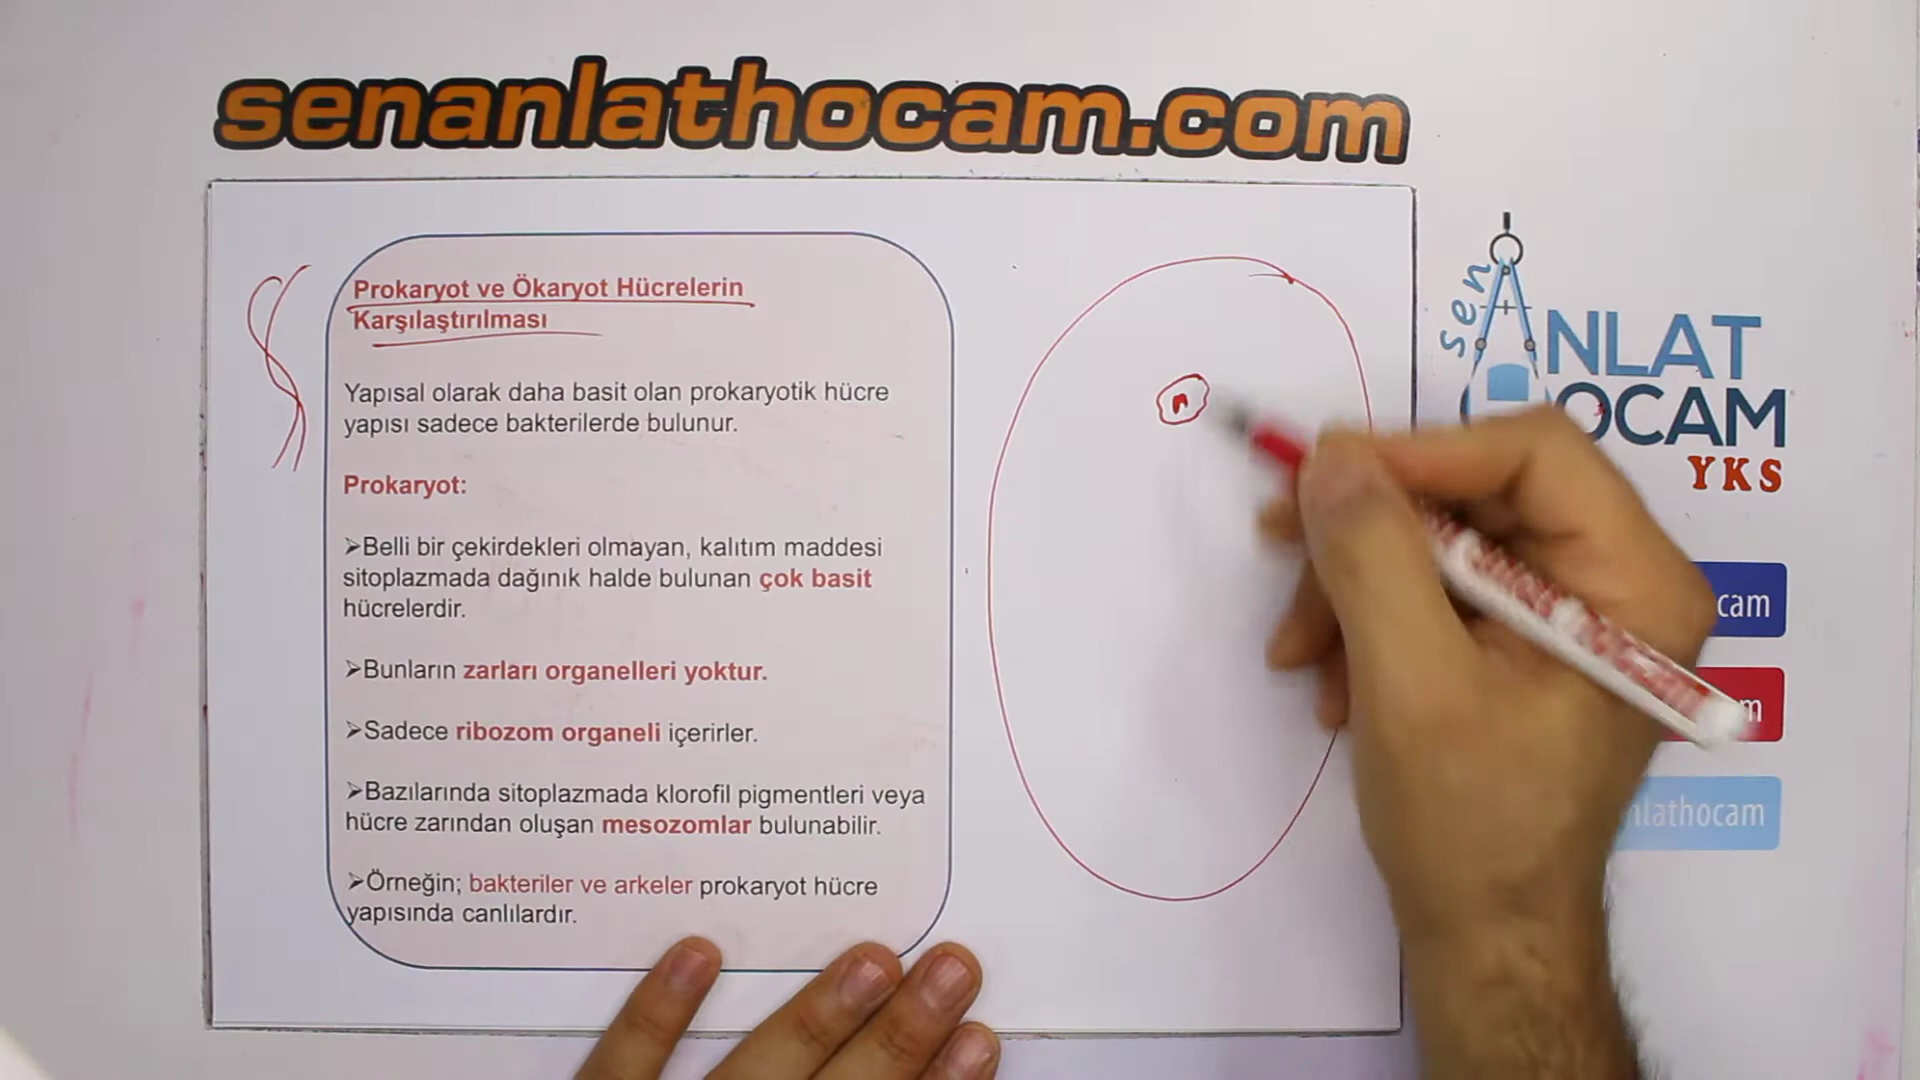 senanlathocam.com
Prokaryot ve Ökaryot Hücrelerin
Karşılaştırılması
Yapısal olarak daha basit olan prokaryotik hücre
yapısı sadece bakterilerde bulunur.
Prokaryot:
➢Belli bir çekirdekleri olmayan, kalıtım maddesi
sitoplazmada dağınık halde bulunan çok basit
hücrelerdir.
➢Bunların zarları organelleri yoktur.
➢Sadece ribozom organeli içerirler.
➢Bazılarında sitoplazmada klorofil pigmentleri veya
hücre zarından oluşan mesozomlar bulunabilir.
➢Örneğin; bakteriler ve arkeler prokaryot hücre
yapısında canlılardır.
sen
NLAT
OCAM
YKS
cam
m
nlathocam